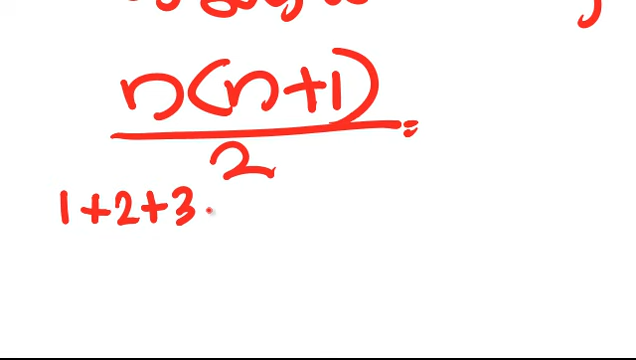 n(n+1)
2
=
1+2+3.